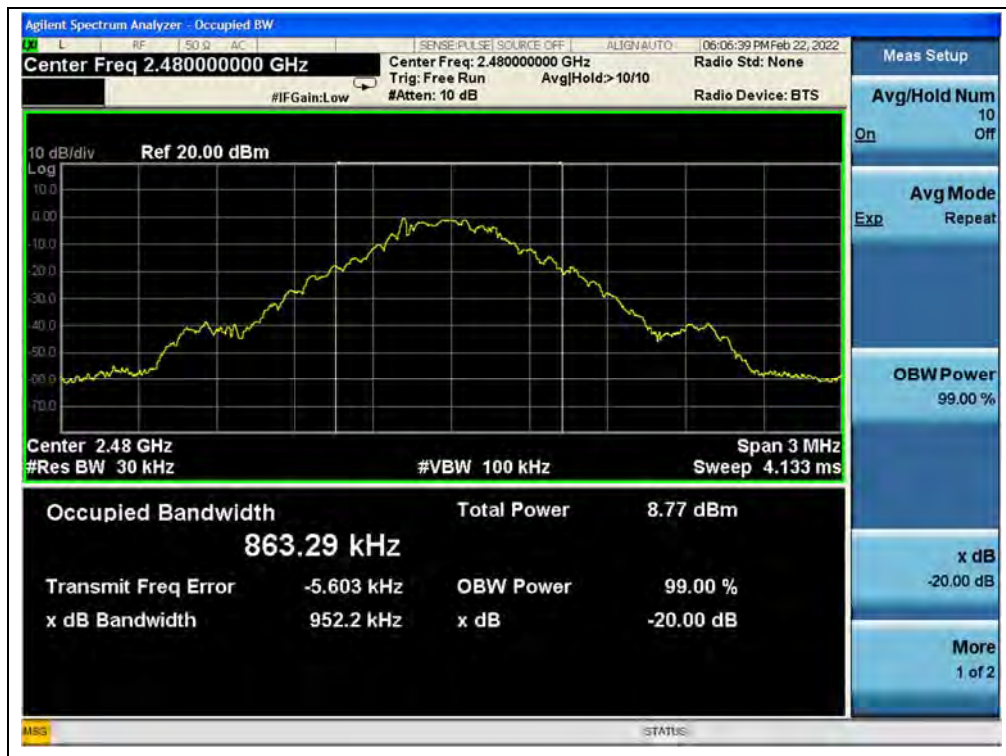 Agilent Spectrum Analyzer - Occupied BW
LXI L RF 50 Ω AC SENSE:PULSE SOURCE OFF ALIGNAUTO 06:06:39 PMFeb 22, 2022
Center Freq 2.480000000 GHz
Center Freq: 2.480000000 GHz
Radio Std: None
Trig: Free Run Avg|Hold:>10/10
#IFGain:Low #Atten: 10 dB Radio Device: BTS
10 dB/div Ref 20.00 dBm
Log
10.0
0.00
-10.0
-20.0
-30.0
-40.0
-50.0
-60.0
-70.0
Center 2.48 GHz Span 3 MHz
#Res BW 30 kHz #VBW 100 kHz Sweep 4.133 ms
Occupied Bandwidth Total Power 8.77 dBm
863.29 kHz
Transmit Freq Error -5.603 kHz OBW Power 99.00 %
x dB Bandwidth 952.2 kHz x dB -20.00 dB
Meas Setup
Avg/Hold Num
10
On Off
Avg Mode
Exp Repeat
OBW Power
99.00 %
x dB
-20.00 dB
More
1 of 2
MSG STATUS